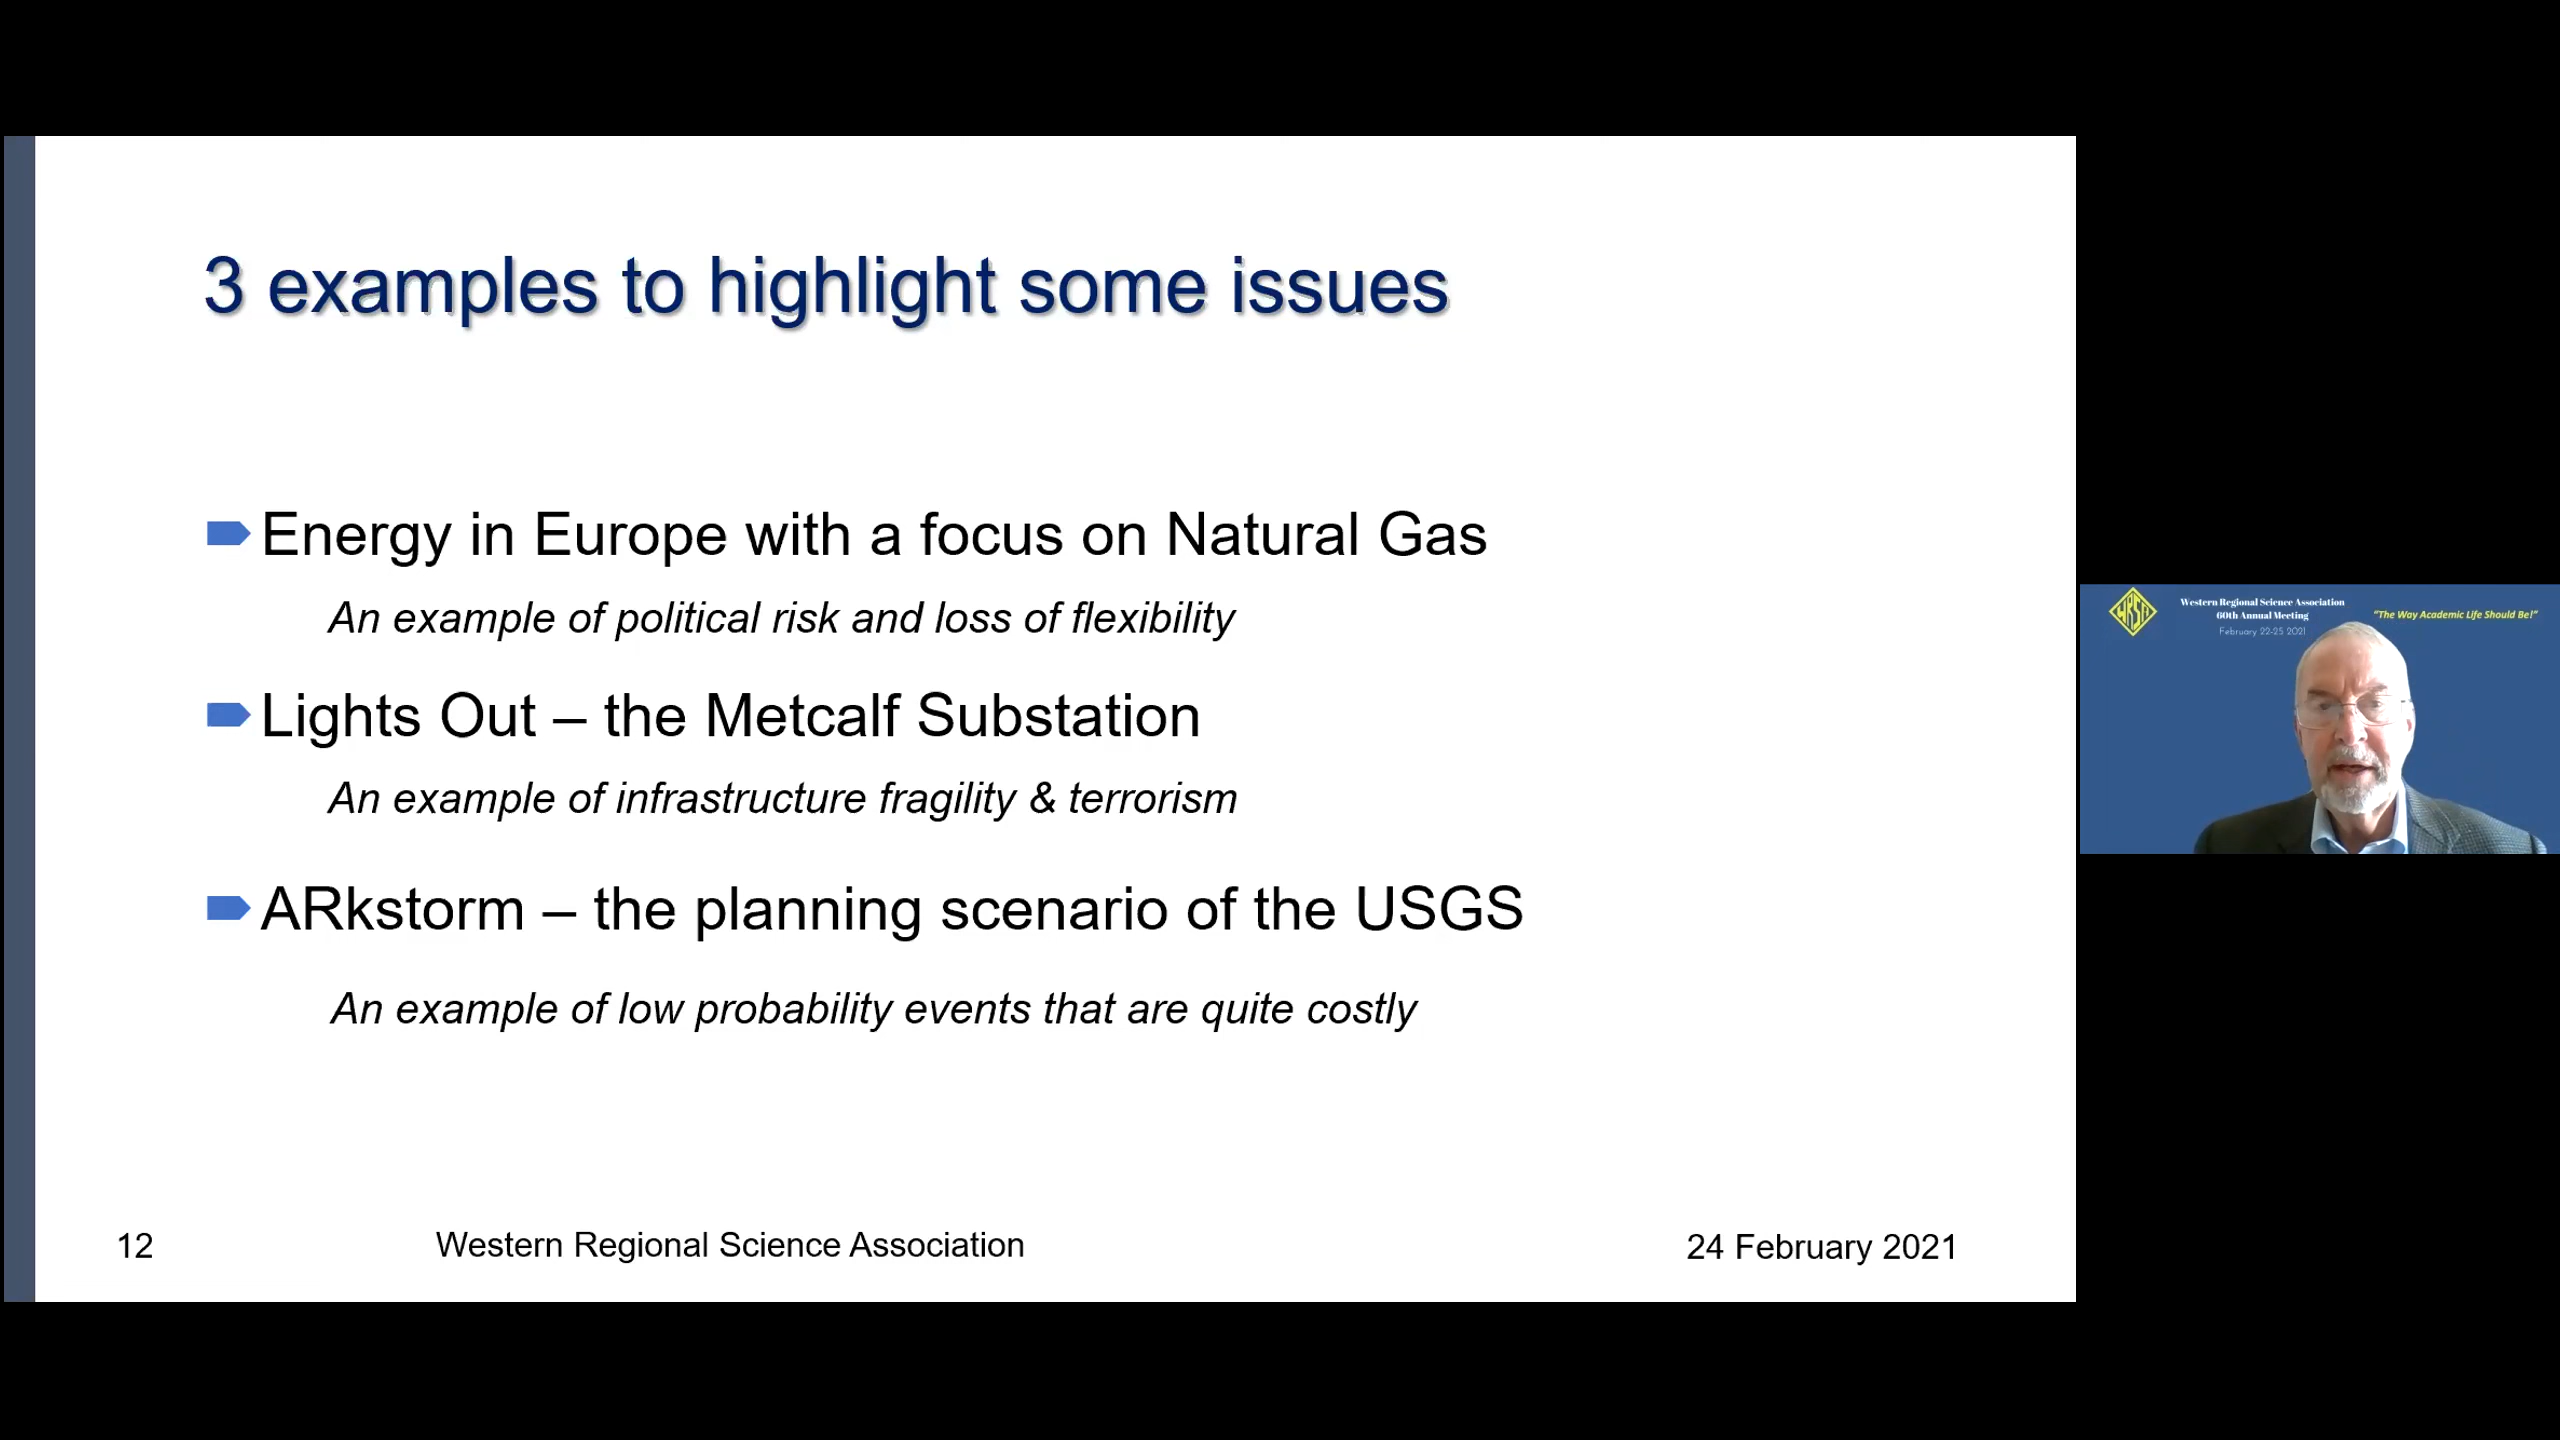 3 examples to highlight some issues
Energy in Europe with a focus on Natural Gas
An example of political risk and loss of flexibility
Lights Out – the Metcalf Substation
An example of infrastructure fragility & terrorism
ARkstorm – the planning scenario of the USGS
An example of low probability events that are quite costly
12
Western Regional Science Association
24 February 2021
WRSA
Western Regional Science Association
60th Annual Meeting
February 22-25 2021
"The Way Academic Life Should Be!"